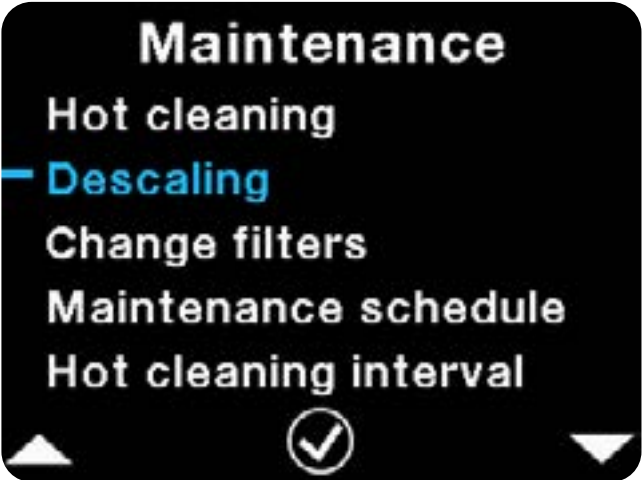 Maintenance
Hot cleaning
Descaling
Change filters
Maintenance schedule
Hot cleaning interval